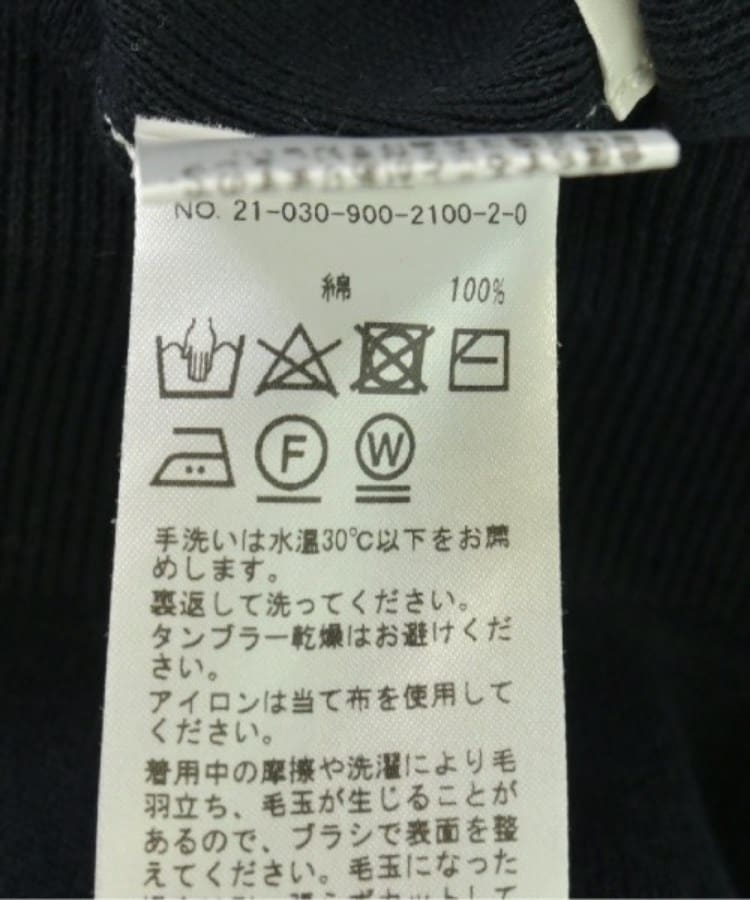 NO. 21-030-900-2100-2-0
綿 100%
F W
手洗いは水温30℃以下をお薦
めします。
裏返して洗ってください。
タンブラー乾燥はお避けくだ
さい。
アイロンは当て布を使用して
ください。
着用中の摩擦や洗濯により毛
羽立ち、毛玉が生じることが
あるので、ブラシで表面を整
えてください。毛玉になった